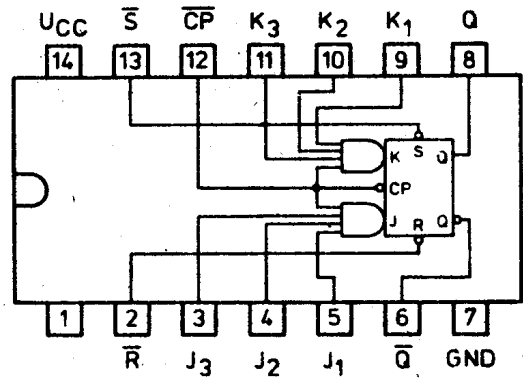 U_CC S̅ C̅P̅ K₃ K₂ K₁ Q
14 13 12 11 10 9 8
K S Q
CP
J R Q
1 2 3 4 5 6 7
R̅ J₃ J₂ J₁ Q̅ GND